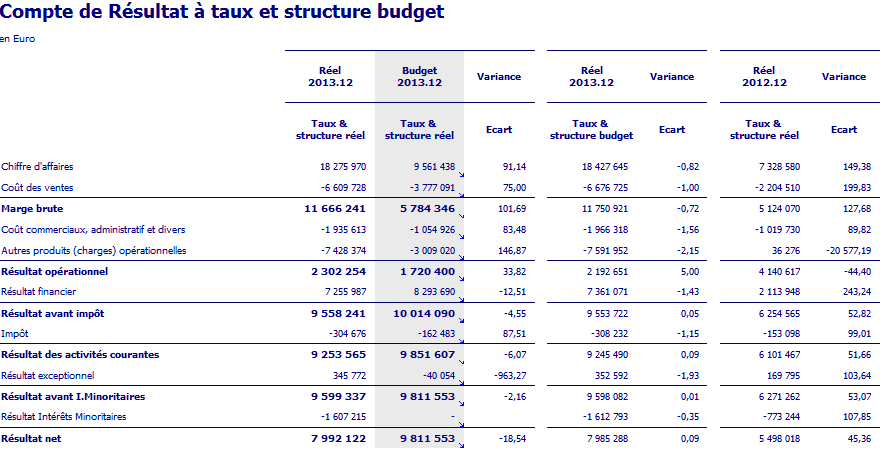 Compte de Résultat à taux et structure budget
en Euro
Réel 2013.12 Budget 2013.12 Variance Réel 2013.12 Variance Réel 2012.12 Variance
Taux & structure réel Taux & structure réel Ecart Taux & structure budget Ecart Taux & structure réel Ecart
Chiffre d'affaires 18 275 970 9 561 438 91,14 18 427 645 -0,82 7 328 580 149,38
Coût des ventes -6 609 728 -3 777 091 75,00 -6 676 725 -1,00 -2 204 510 199,83
Marge brute 11 666 241 5 784 346 101,69 11 750 921 -0,72 5 124 070 127,68
Coût commerciaux, administratif et divers -1 935 613 -1 054 926 83,48 -1 966 318 -1,56 -1 019 730 89,82
Autres produits (charges) opérationnelles -7 428 374 -3 009 020 146,87 -7 591 952 -2,15 36 276 -20 577,19
Résultat opérationnel 2 302 254 1 720 400 33,82 2 192 651 5,00 4 140 617 -44,40
Résultat financier 7 255 987 8 293 690 -12,51 7 361 071 -1,43 2 113 948 243,24
Résultat avant impôt 9 558 241 10 014 090 -4,55 9 553 722 0,05 6 254 565 52,82
Impôt -304 676 -162 483 87,51 -308 232 -1,15 -153 098 99,01
Résultat des activités courantes 9 253 565 9 851 607 -6,07 9 245 490 0,09 6 101 467 51,66
Résultat exceptionnel 345 772 -40 054 -963,27 352 592 -1,93 169 795 103,64
Résultat avant I.Minoritaires 9 599 337 9 811 553 -2,16 9 598 082 0,01 6 271 262 53,07
Résultat Intérêts Minoritaires -1 607 215 - -1 612 793 -0,35 -773 244 107,85
Résultat net 7 992 122 9 811 553 -18,54 7 985 288 0,09 5 498 018 45,36